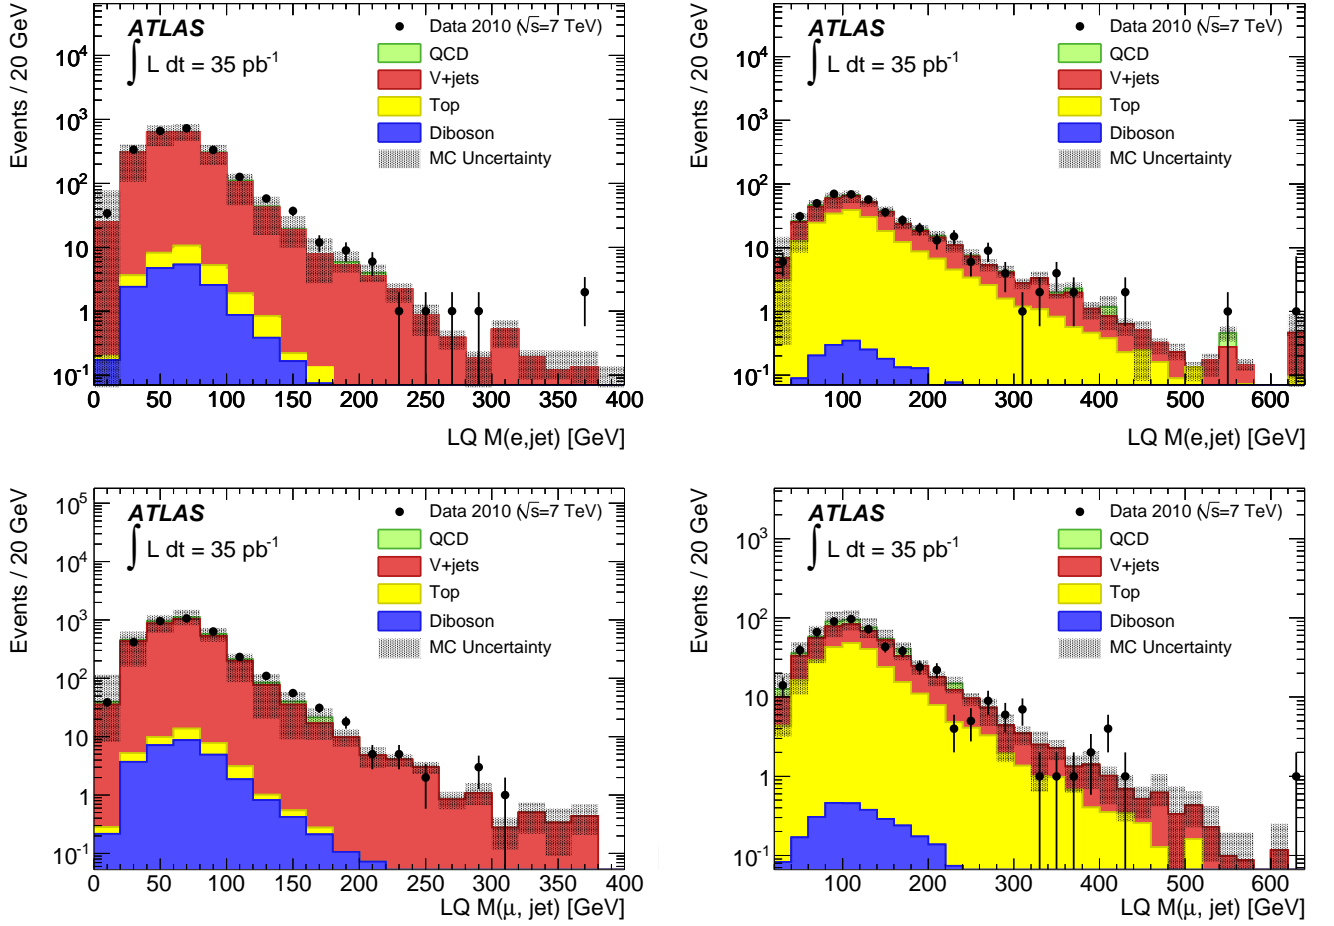 Events / 20 GeV
ATLAS
∫ L dt = 35 pb⁻¹
Data 2010 (√s=7 TeV)
QCD
V+jets
Top
Diboson
MC Uncertainty
10⁴
10³
10²
10
1
10⁻¹
0 50 100 150 200 250 300 350 400
LQ M(e,jet) [GeV]
Events / 20 GeV
ATLAS
∫ L dt = 35 pb⁻¹
Data 2010 (√s=7 TeV)
QCD
V+jets
Top
Diboson
MC Uncertainty
10⁴
10³
10²
10
1
10⁻¹
100 200 300 400 500 600
LQ M(e,jet) [GeV]
Events / 20 GeV
ATLAS
∫ L dt = 35 pb⁻¹
Data 2010 (√s=7 TeV)
QCD
V+jets
Top
Diboson
MC Uncertainty
10⁵
10⁴
10³
10²
10
1
10⁻¹
0 50 100 150 200 250 300 350 400
LQ M(μ, jet) [GeV]
Events / 20 GeV
ATLAS
∫ L dt = 35 pb⁻¹
Data 2010 (√s=7 TeV)
QCD
V+jets
Top
Diboson
MC Uncertainty
10³
10²
10
1
10⁻¹
100 200 300 400 500 600
LQ M(μ, jet) [GeV]